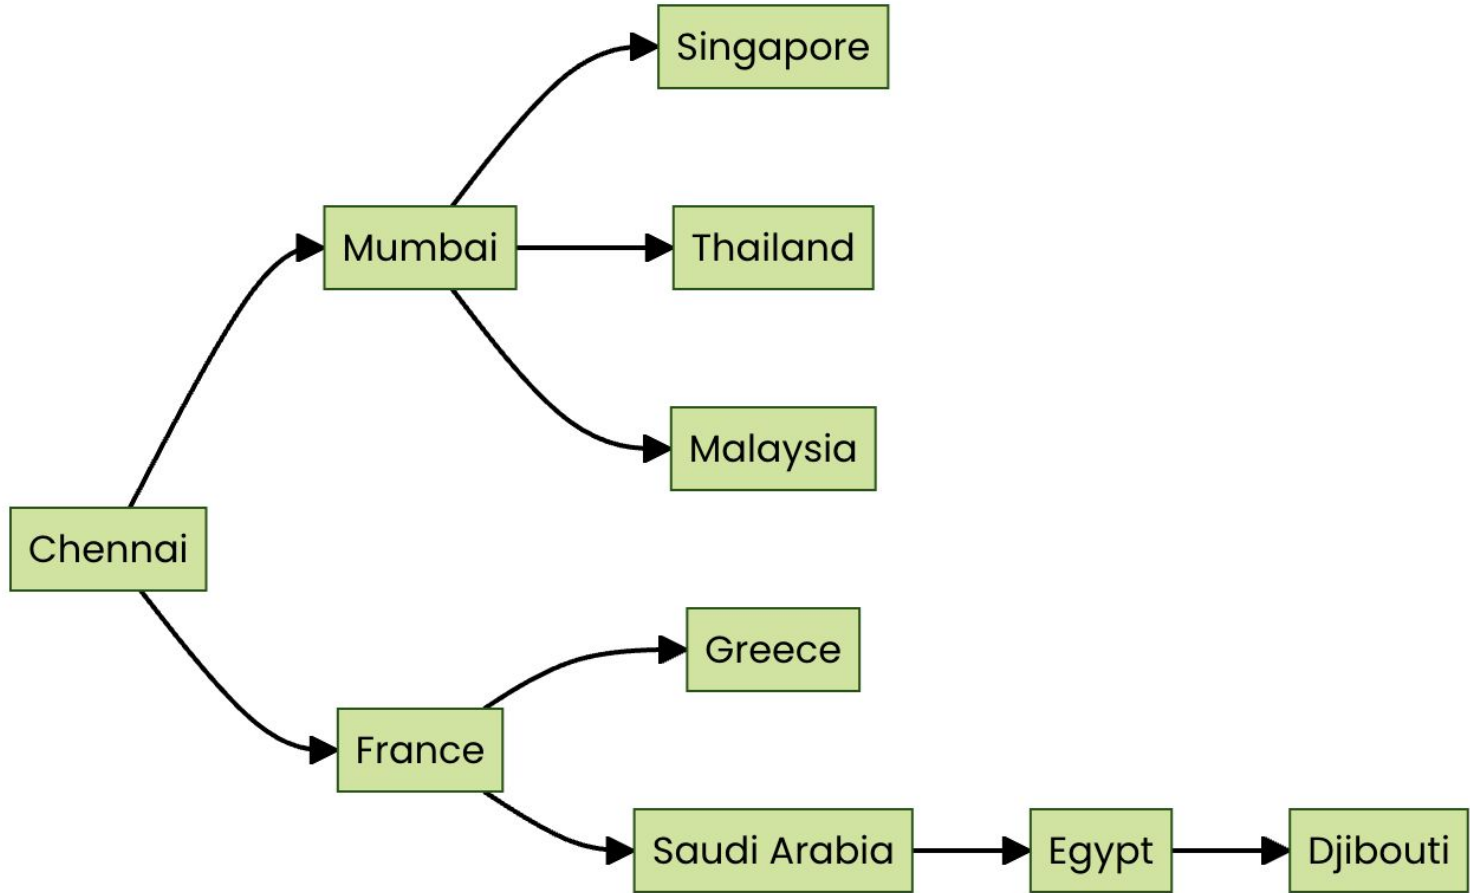 Singapore
Mumbai
Thailand
Malaysia
Chennai
Greece
France
Saudi Arabia
Egypt
Djibouti